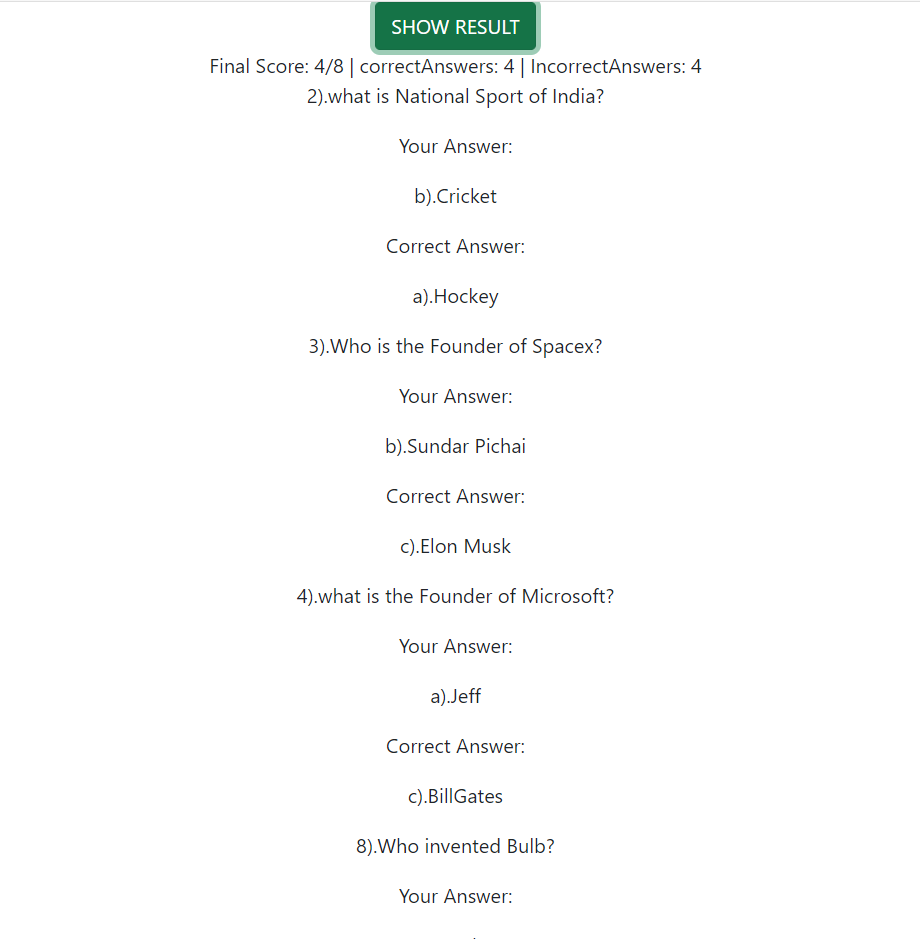 SHOW RESULT
Final Score: 4/8 | correctAnswers: 4 | IncorrectAnswers: 4
2).what is National Sport of India?
Your Answer:
b).Cricket
Correct Answer:
a).Hockey
3).Who is the Founder of Spacex?
Your Answer:
b).Sundar Pichai
Correct Answer:
c).Elon Musk
4).what is the Founder of Microsoft?
Your Answer:
a).Jeff
Correct Answer:
c).BillGates
8).Who invented Bulb?
Your Answer: